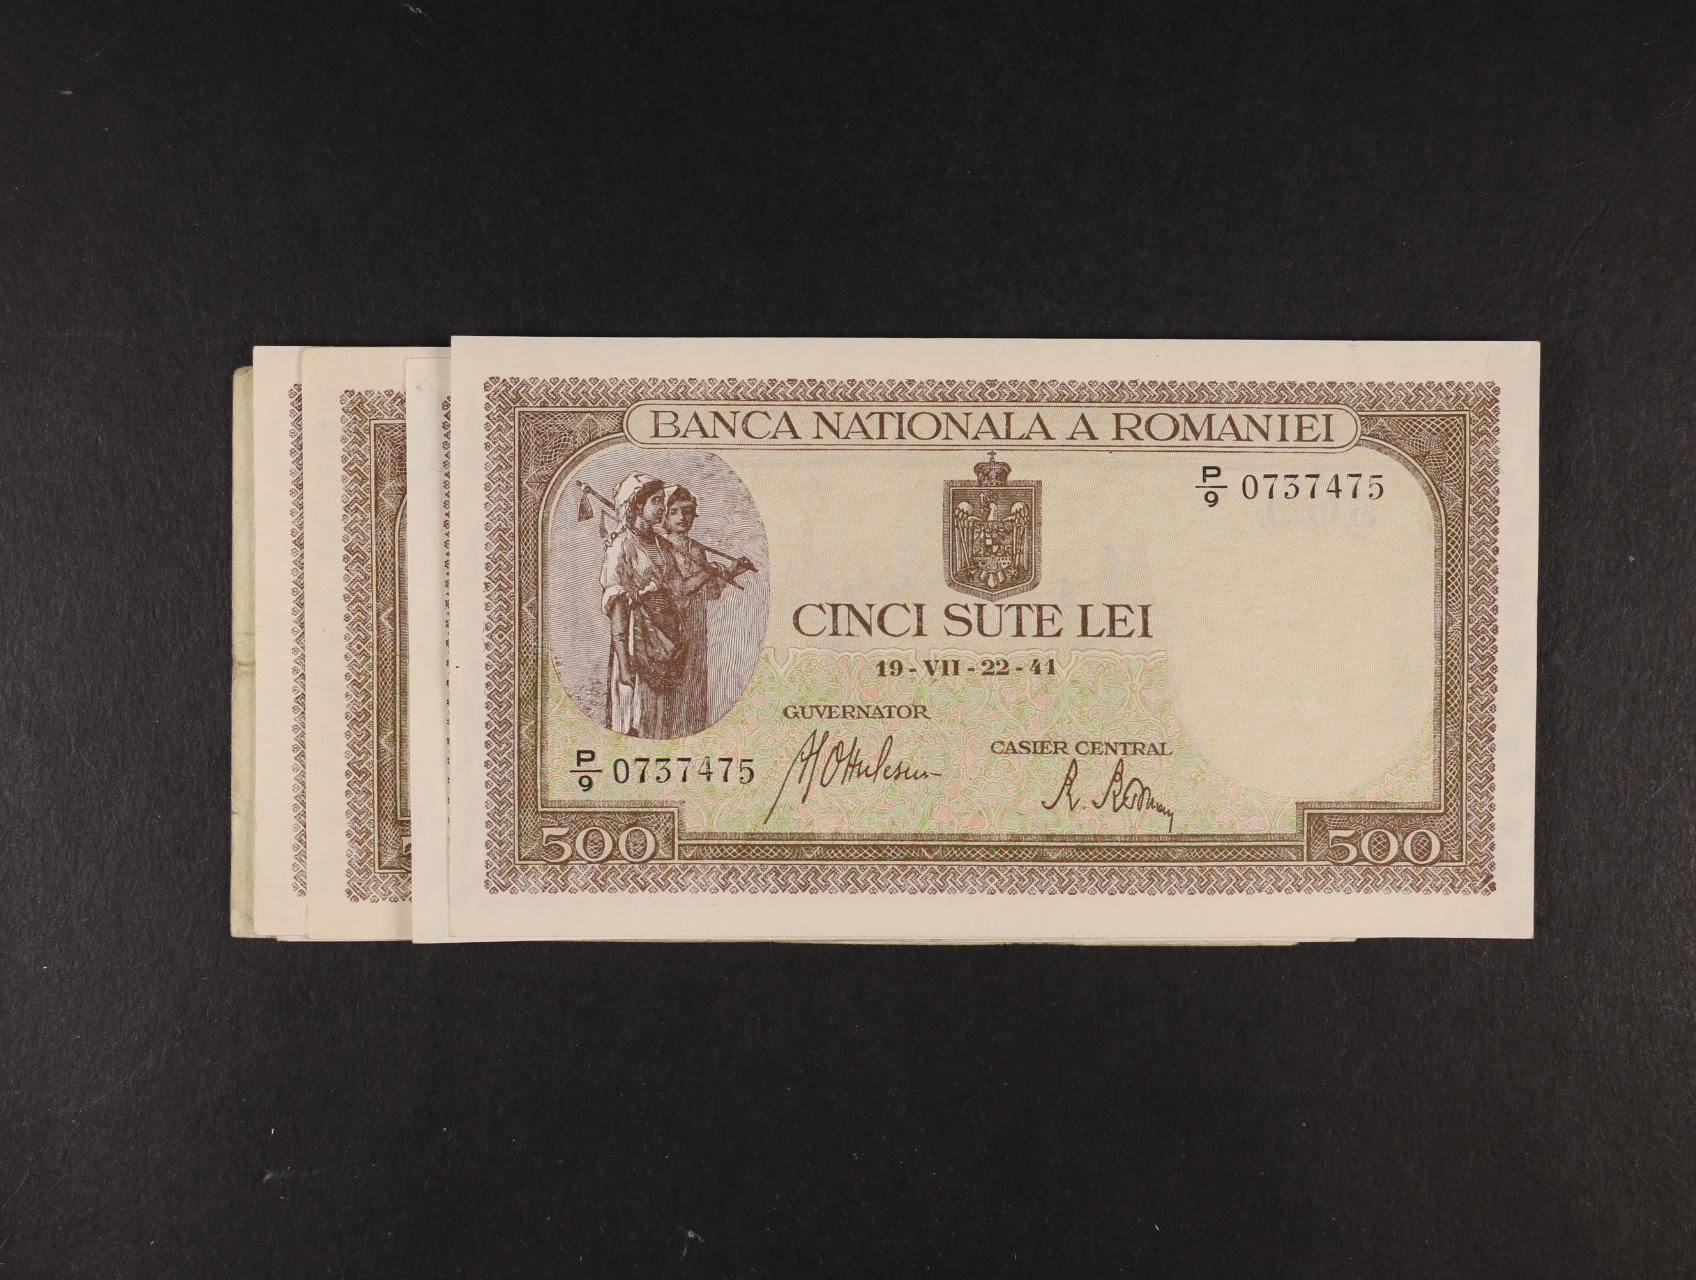 BANCA NATIONALA A ROMANIEI
P/9 0737475
CINCI SUTE LEI
19-VII-22-41
GUVERNATOR
CASIER CENTRAL
P/9 0737475
500 500